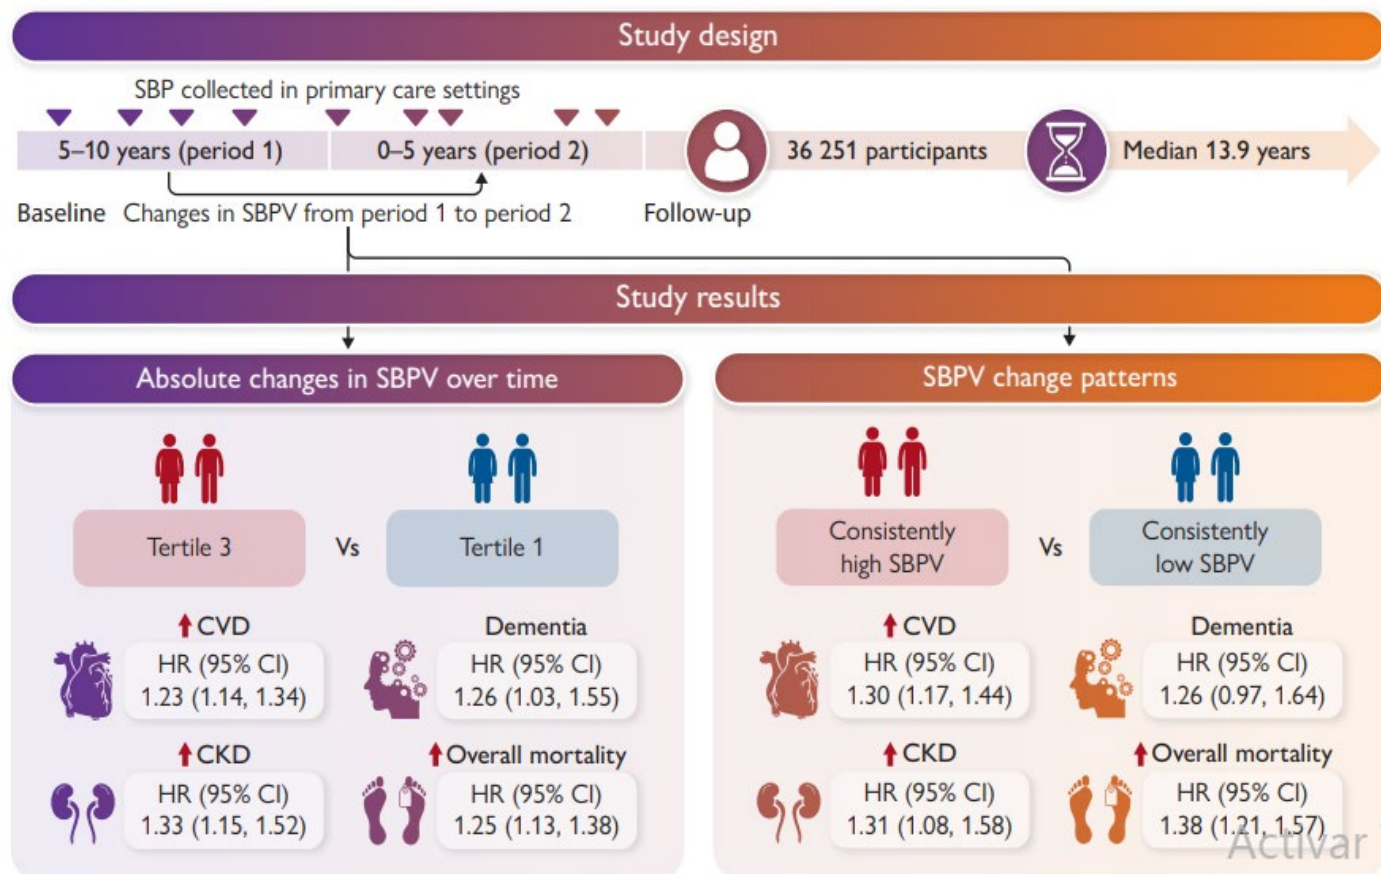 Study design
SBP collected in primary care settings
5–10 years (period 1)
0–5 years (period 2)
36 251 participants
Median 13.9 years
Baseline
Changes in SBPV from period 1 to period 2
Follow-up
Study results
Absolute changes in SBPV over time
Tertile 3
Vs
Tertile 1
CVD
HR (95% CI)
1.23 (1.14, 1.34)
Dementia
HR (95% CI)
1.26 (1.03, 1.55)
CKD
HR (95% CI)
1.33 (1.15, 1.52)
Overall mortality
HR (95% CI)
1.25 (1.13, 1.38)
SBPV change patterns
Consistently
high SBPV
Vs
Consistently
low SBPV
CVD
HR (95% CI)
1.30 (1.17, 1.44)
Dementia
HR (95% CI)
1.26 (0.97, 1.64)
CKD
HR (95% CI)
1.31 (1.08, 1.58)
Overall mortality
HR (95% CI)
1.38 (1.21, 1.57)
Activar